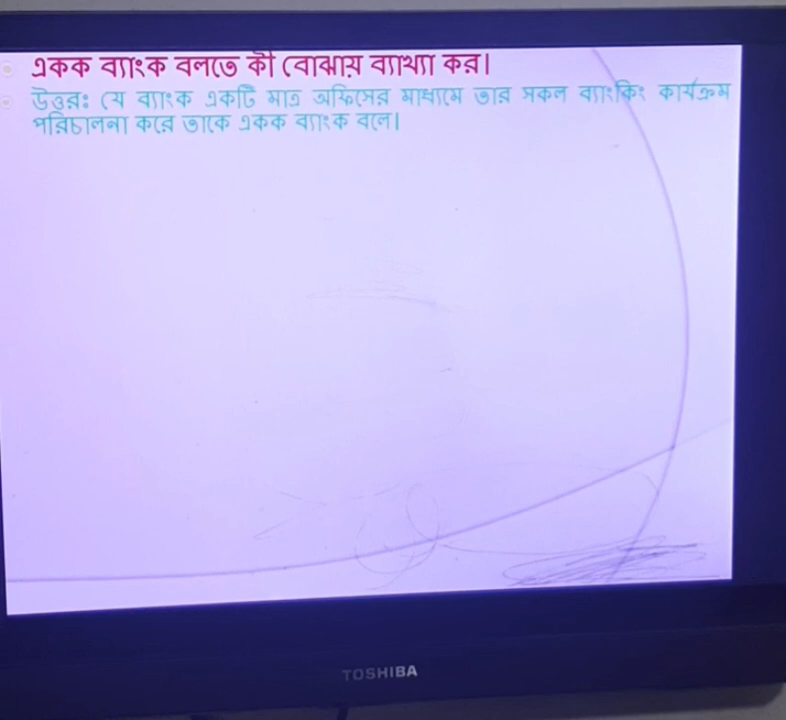 একক ব্যাংক বলতে কী বোঝায় ব্যাখ্যা কর।
উত্তরঃ যে ব্যাংক একটি মাত্র অফিসের মাধ্যমে তার সকল ব্যাংকিং কার্যক্রম
পরিচালনা করে তাকে একক ব্যাংক বলে।
TOSHIBA